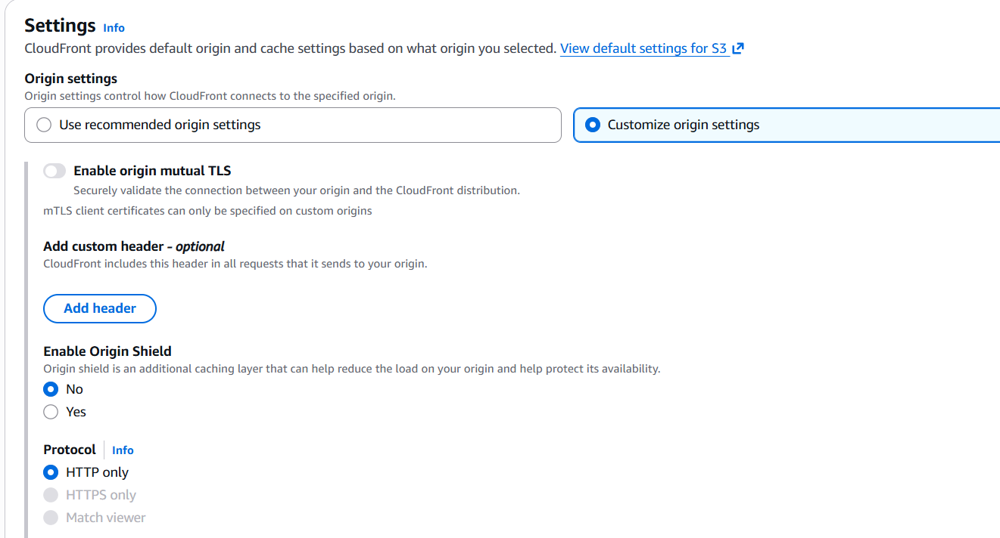 Settings Info
CloudFront provides default origin and cache settings based on what origin you selected. View default settings for S3
Origin settings
Origin settings control how CloudFront connects to the specified origin.
Use recommended origin settings
Customize origin settings
Enable origin mutual TLS
Securely validate the connection between your origin and the CloudFront distribution.
mTLS client certificates can only be specified on custom origins
Add custom header - optional
CloudFront includes this header in all requests that it sends to your origin.
Add header
Enable Origin Shield
Origin shield is an additional caching layer that can help reduce the load on your origin and help protect its availability.
No
Yes
Protocol Info
HTTP only
HTTPS only
Match viewer